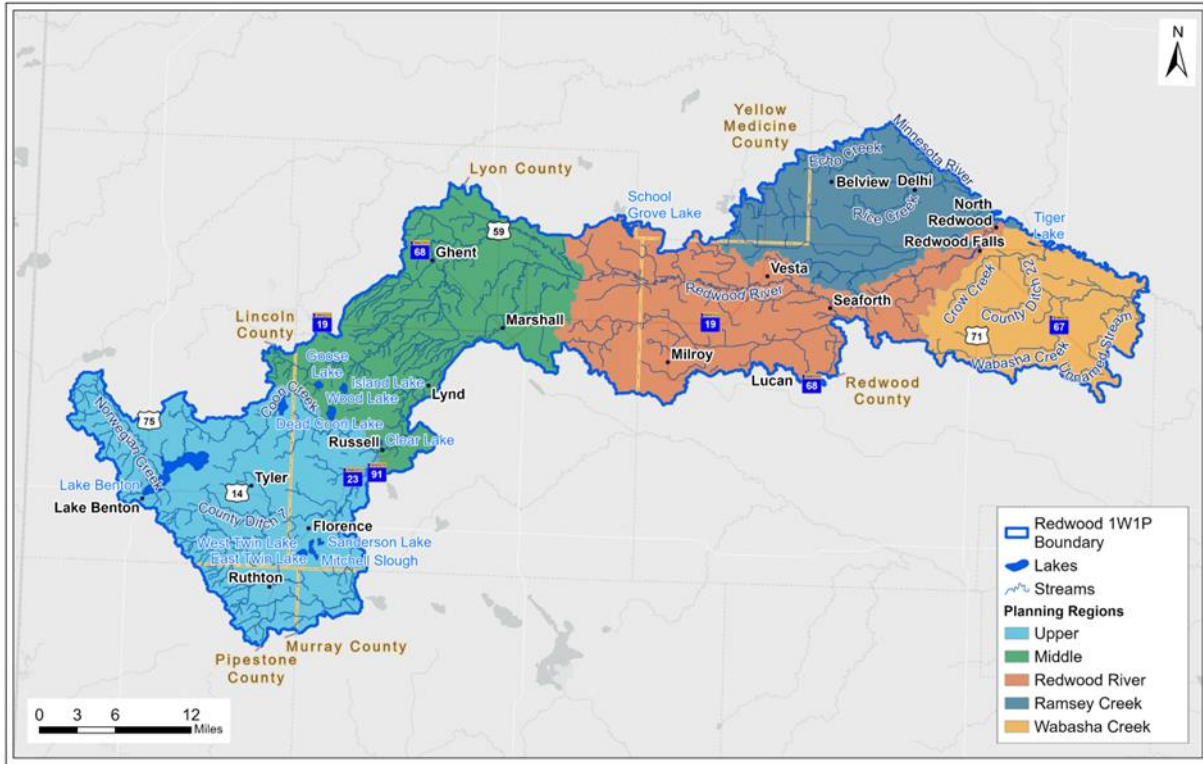 N
Yellow
Medicine
County
Minnesota River
Echo Creek
Lyon County
Belview
Delhi
Rice Creek
School
Grove Lake
North
Redwood
Tiger
Lake
59
68
Ghent
Redwood Falls
Vesta
Redwood River
Crow Creek
County Ditch 22
Seaforth
Lincoln
County
19
Marshall
19
67
71
Goose
Lake
Milroy
Wabasha Creek
Unnamed Stream
Island Lake
Wood Lake
Lynd
Lucan
68
Redwood
County
Coon Creek
Norwegian Creek
75
Dead Coon Lake
Russell
Clear Lake
23
91
Tyler
Lake Benton
Lake Benton
14
County Ditch 7
Florence
West Twin Lake
Sanderson Lake
East Twin Lake
Mitchell Slough
Ruthton
Murray County
Pipestone
County
0 3 6 12
Miles
Redwood 1W1P
Boundary
Lakes
Streams
Planning Regions
Upper
Middle
Redwood River
Ramsey Creek
Wabasha Creek